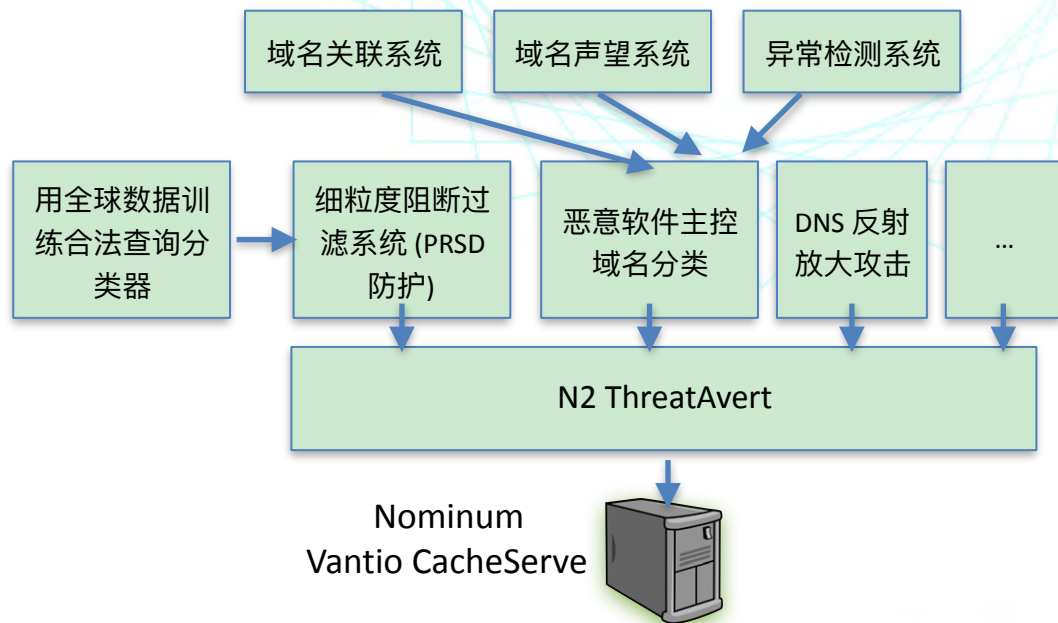 域名关联系统
域名声望系统
异常检测系统
用全球数据训
练合法查询分
类器
细粒度阻断过
滤系统 (PRSD
防护)
恶意软件主控
域名分类
DNS 反射
放大攻击
...
N2 ThreatAvert
Nominum
Vantio CacheServe